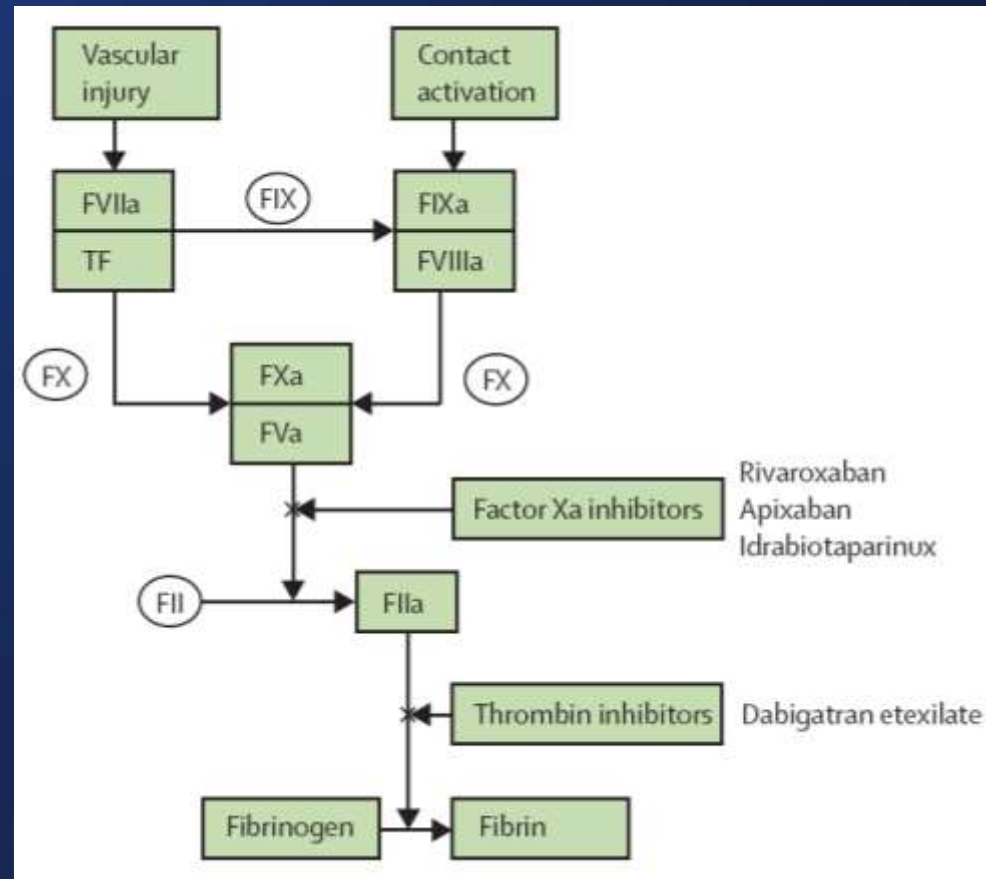 Vascular
injury
Contact
activation
FVIIa
TF
FIX
FIXa
FVIIIa
FX
FXa
FVa
FX
Factor Xa inhibitors
Rivaroxaban
Apixaban
Idrabiotaparinux
FII
FIIa
Thrombin inhibitors
Dabigatran etexilate
Fibrinogen
Fibrin